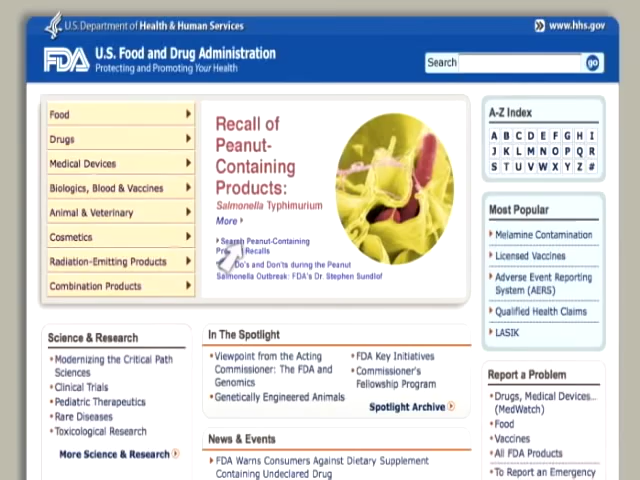 U.S. Department of Health & Human Services
www.hhs.gov
FDA U.S. Food and Drug Administration
Protecting and Promoting Your Health
Search
go
Food
Drugs
Medical Devices
Biologics, Blood & Vaccines
Animal & Veterinary
Cosmetics
Radiation-Emitting Products
Combination Products
Recall of
Peanut-
Containing
Products:
Salmonella Typhimurium
More
Search Peanut-Containing
Recalls
Do's and Don'ts during the Peanut
Salmonella Outbreak: FDA's Dr. Stephen Sundlof
A-Z Index
A B C D E F G H I
J K L M N O P Q R
S T U V W X Y Z #
Most Popular
Melamine Contamination
Licensed Vaccines
Adverse Event Reporting
System (AERS)
Qualified Health Claims
LASIK
Science & Research
Modernizing the Critical Path
Sciences
Clinical Trials
Pediatric Therapeutics
Rare Diseases
Toxicological Research
More Science & Research
In The Spotlight
Viewpoint from the Acting
Commissioner: The FDA and
Genomics
Genetically Engineered Animals
FDA Key Initiatives
Commissioner's
Fellowship Program
Spotlight Archive
News & Events
FDA Warns Consumers Against Dietary Supplement
Containing Undeclared Drug
Report a Problem
Drugs, Medical Devices...
(MedWatch)
Food
Vaccines
All FDA Products
To Report an Emergency